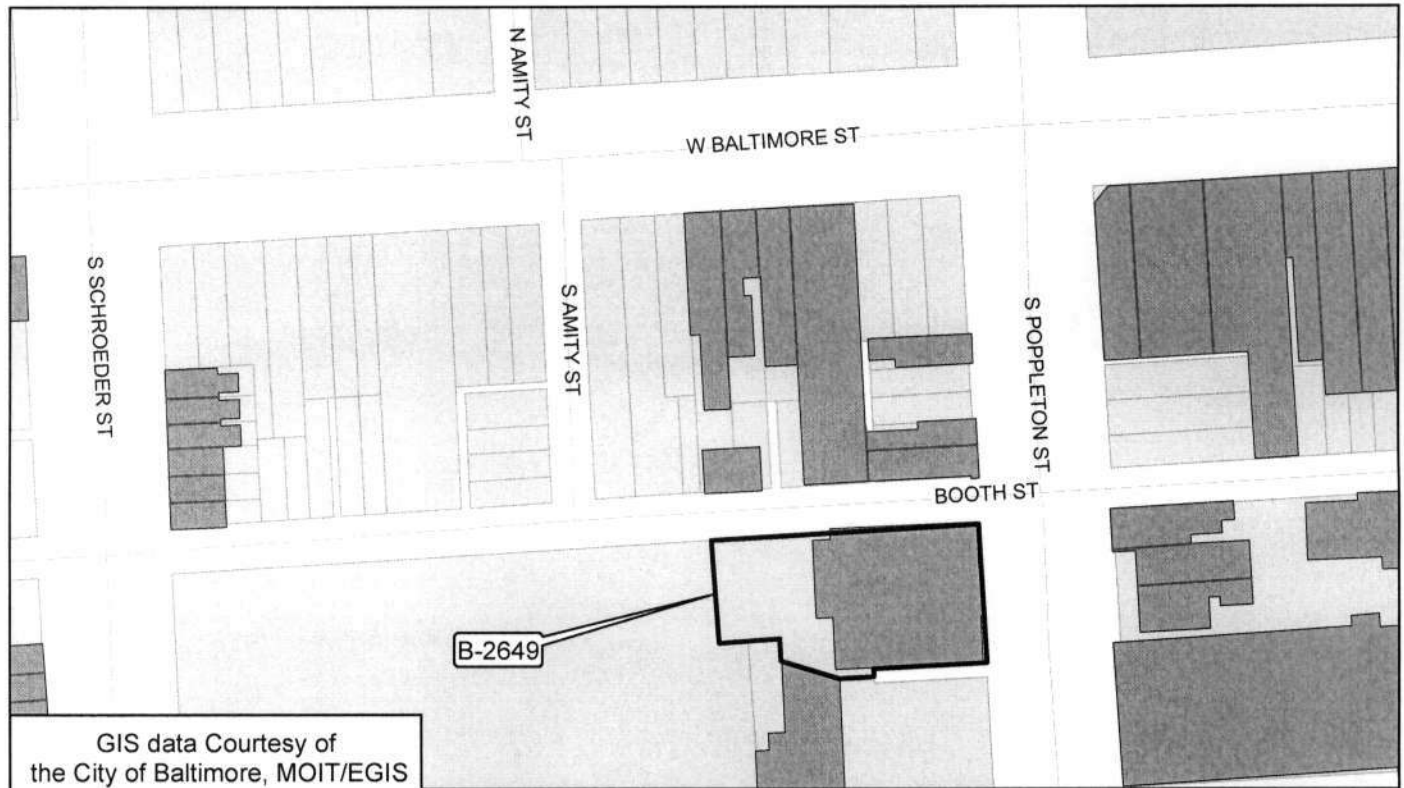 N AMITY ST
W BALTIMORE ST
S SCHROEDER ST
S AMITY ST
S POPPLETON ST
BOOTH ST
B-2649
GIS data Courtesy of
the City of Baltimore, MOIT/EGIS